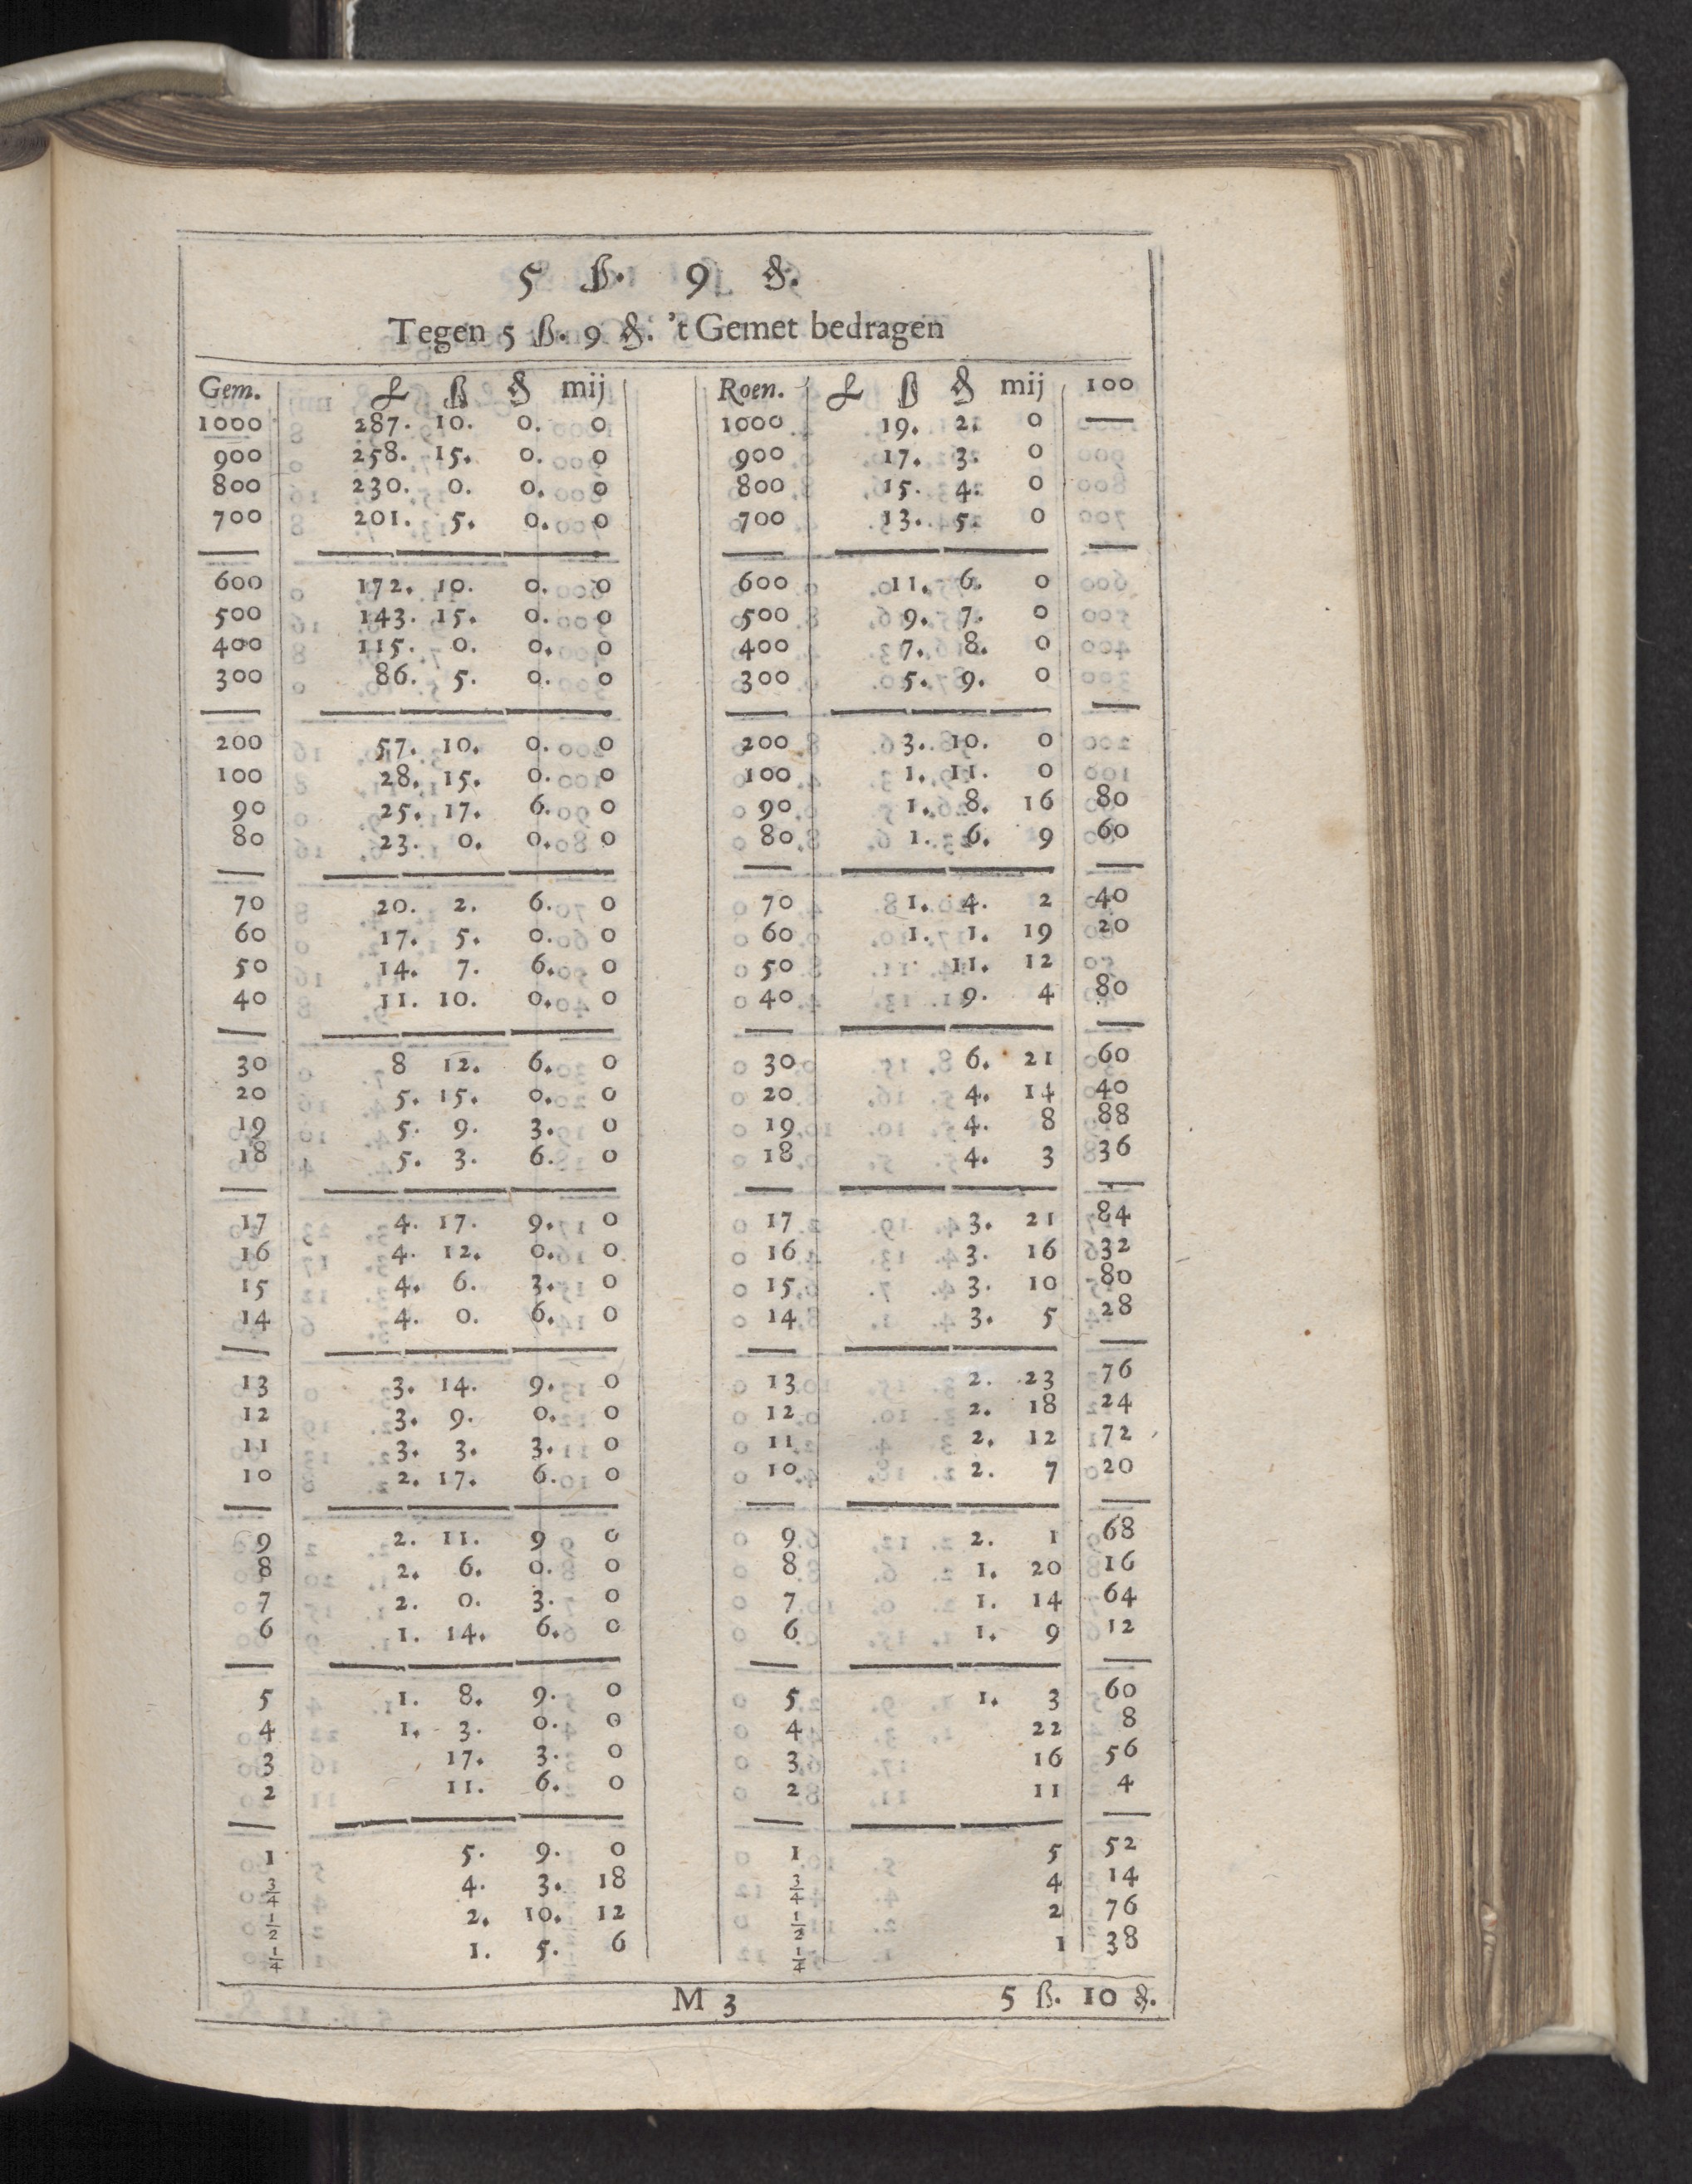 5 ß. 9 ₰.
Tegen 5 ß. 9 ₰. 't Gemet bedragen
Gem. £ ß ₰ mij Roen. £ ß ₰ mij 100
1000 287. 10. 0. 0 1000 19. 2. 0
900 258. 15. 0. 0 900 17. 3. 0
800 230. 0. 0. 0 800 15. 4. 0
700 201. 5. 0. 0 700 13. 5. 0
600 172. 10. 0. 0 600 11. 6. 0
500 143. 15. 0. 0 500 9. 7. 0
400 115. 0. 0. 0 400 7. 8. 0
300 86. 5. 0. 0 300 5. 9. 0
200 57. 10. 0. 0 200 3. 10. 0
100 28. 15. 0. 0 100 1. 11. 0
90 25. 17. 6. 0 90 1. 8. 16 80
80 23. 0. 0. 0 80 1. 6. 9 60
70 20. 2. 6. 0 70 1. 4. 2 40
60 17. 5. 0. 0 60 1. 1. 19 20
50 14. 7. 6. 0 50 11. 12
40 11. 10. 0. 0 40 9. 4 80
30 8 12. 6. 0 30 6. 21 60
20 5. 15. 0. 0 20 4. 14 40
19 5. 9. 3. 0 19 4. 8 88
18 5. 3. 6. 0 18 4. 3 36
17 4. 17. 9. 0 17 3. 21 84
16 4. 12. 0. 0 16 3. 16 32
15 4. 6. 3. 0 15 3. 10 80
14 4. 0. 6. 0 14 3. 5 28
13 3. 14. 9. 0 13 2. 23 76
12 3. 9. 0. 0 12 2. 18 24
11 3. 3. 3. 0 11 2. 12 72
10 2. 17. 6. 0 10 2. 7 20
9 2. 11. 9 0 9 2. 1 68
8 2. 6. 0. 0 8 1. 20 16
7 2. 0. 3. 0 7 1. 14 64
6 1. 14. 6. 0 6 1. 9 12
5 1. 8. 9. 0 5 1. 3 60
4 1. 3. 0. 0 4 22 8
3 17. 3. 0 3 16 56
2 11. 6. 0 2 11 4
1 5. 9. 0 1 5 52
3/4 4. 3. 18 3/4 4 14
1/2 2. 10. 12 1/2 2 76
1/4 1. 5. 6 1/4 1 38
M 3 5 ß. 10 ₰.